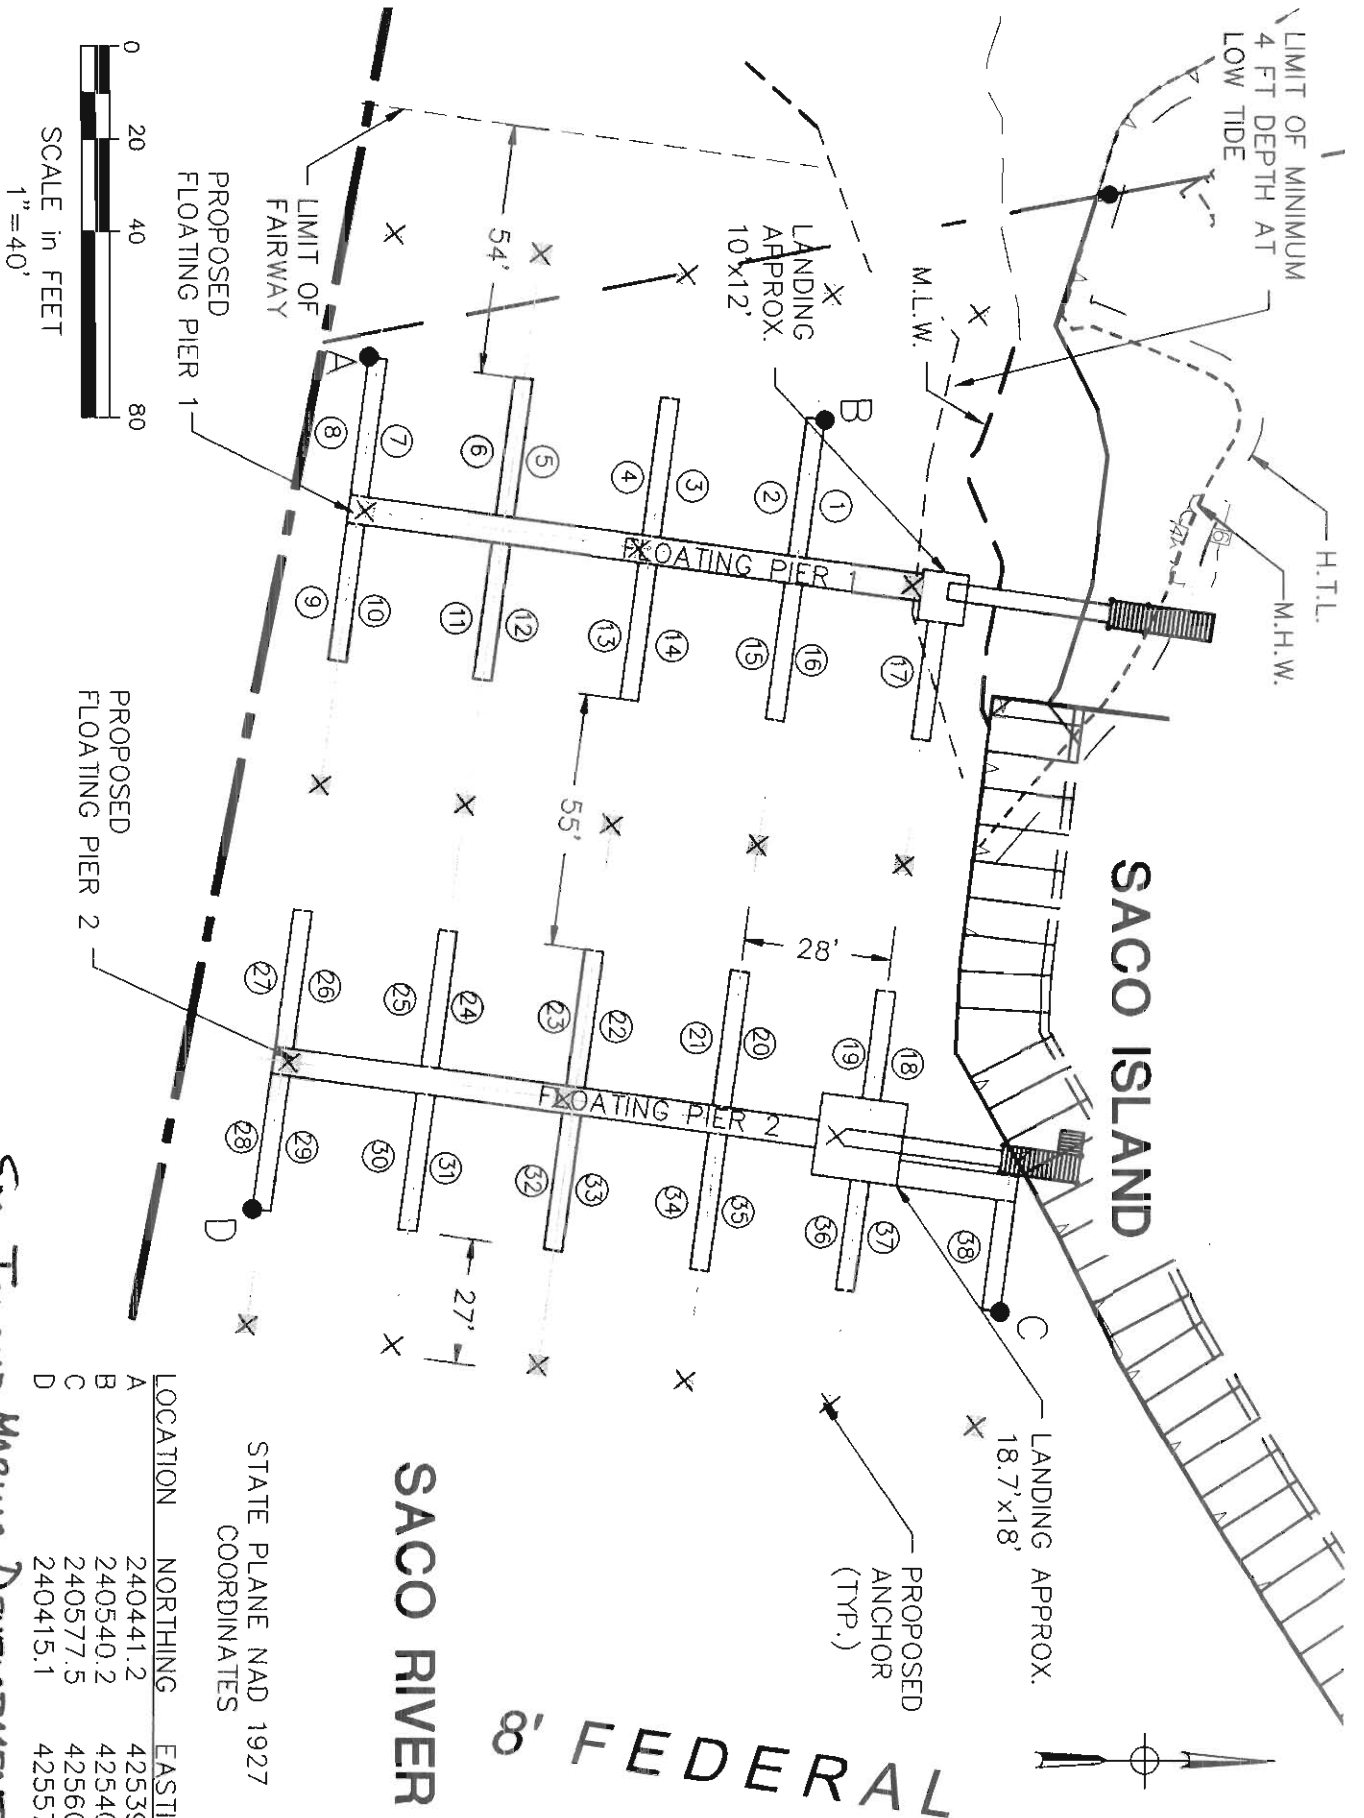 LIMIT OF MINIMUM
4 FT DEPTH AT
LOW TIDE
H.T.L.
M.H.W.
M.L.W.
LANDING
APPROX.
10'x12'
SACO ISLAND
B
54'
LIMIT OF
FAIRWAY
A
PROPOSED
FLOATING PIER 1
0 20 40 80
SCALE in FEET
1"=40'
1
2
3
4
5
6
7
8
FLOATING PIER 1
9
10
11
12
13
14
15
16
17
55'
28'
PROPOSED
FLOATING PIER 2
18
19
20
21
22
23
24
25
26
27
FLOATING PIER 2
28
29
30
31
32
33
34
35
36
37
38
D
C
27'
LANDING APPROX.
18.7'x18'
PROPOSED
ANCHOR
(TYP.)
SACO RIVER
8' FEDERAL
STATE PLANE NAD 1927
COORDINATES
LOCATION NORTHING
A 240441.2
B 240540.2
C 240577.5
D 240415.1